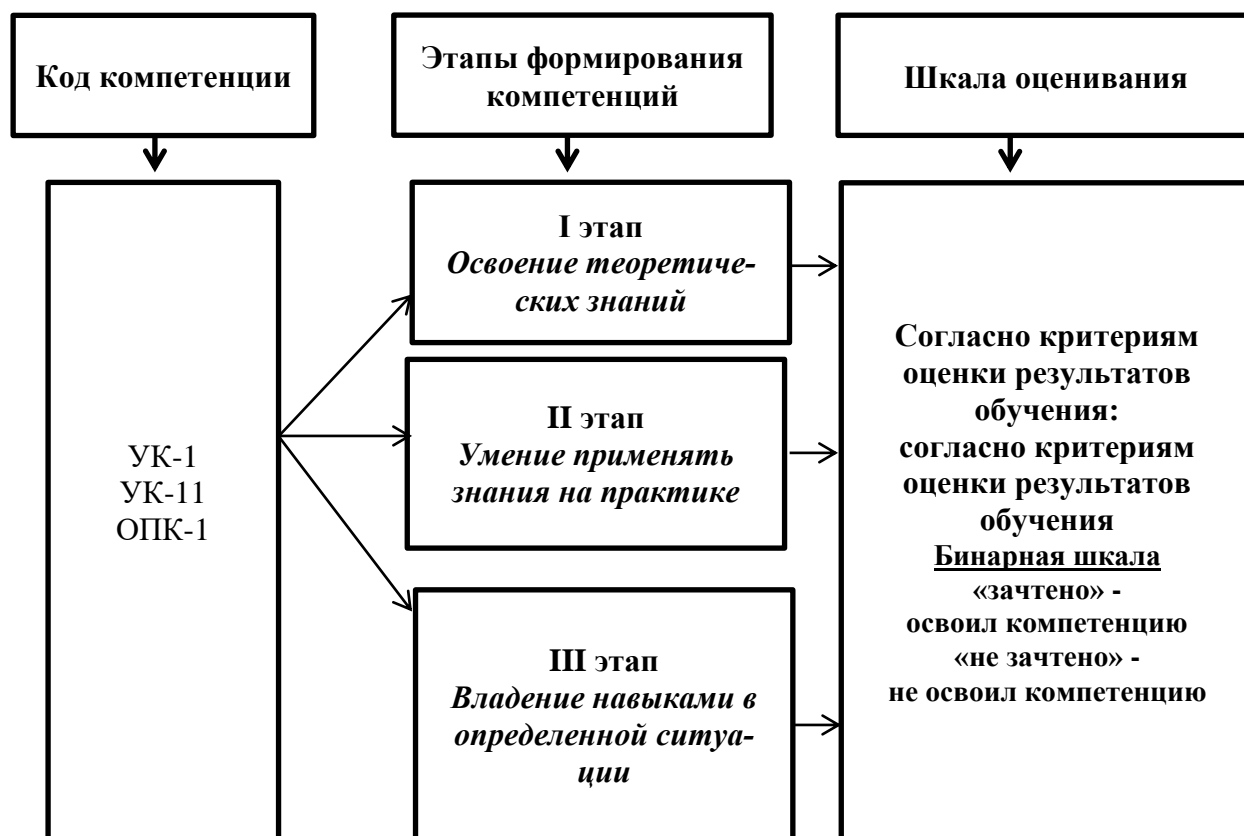 Код компетенции
Этапы формирования
компетенций
Шкала оценивания
УК-1
УК-11
ОПК-1
I этап
Освоение теоретиче-
ских знаний
II этап
Умение применять
знания на практике
III этап
Владение навыками в
определенной ситуа-
ции
Согласно критериям
оценки результатов
обучения:
согласно критериям
оценки результатов
обучения
Бинарная шкала
«зачтено» -
освоил компетенцию
«не зачтено» -
не освоил компетенцию